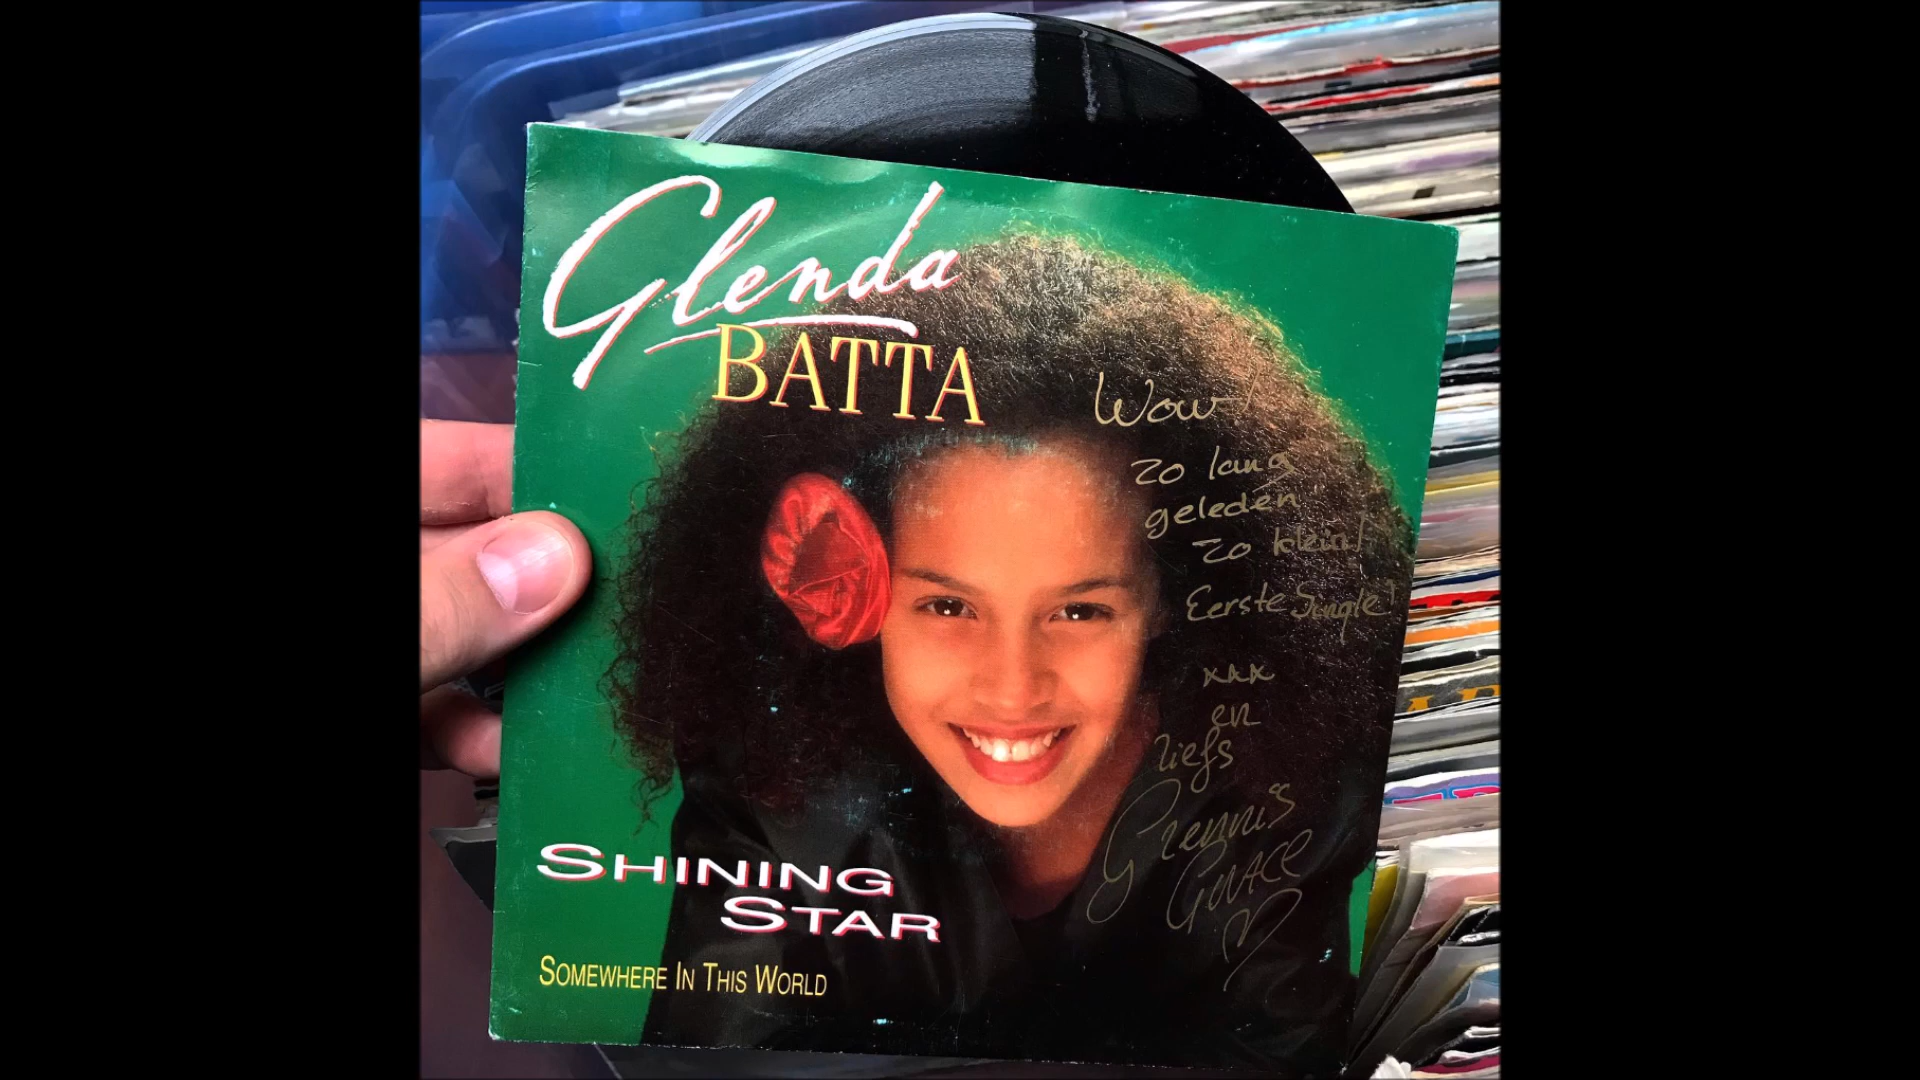 Glenda
BATTA
Wow!
zo lang
geleden
zo klein!
Eerste Single!
xxx
en
liefs
Glennis
GRACE
SHINING
STAR
SOMEWHERE IN THIS WORLD